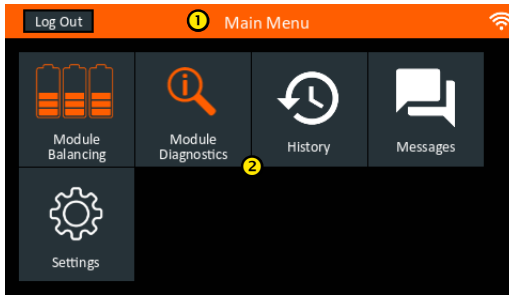 Log Out
1
Main Menu
Module
Balancing
Module
Diagnostics
History
Messages
2
Settings